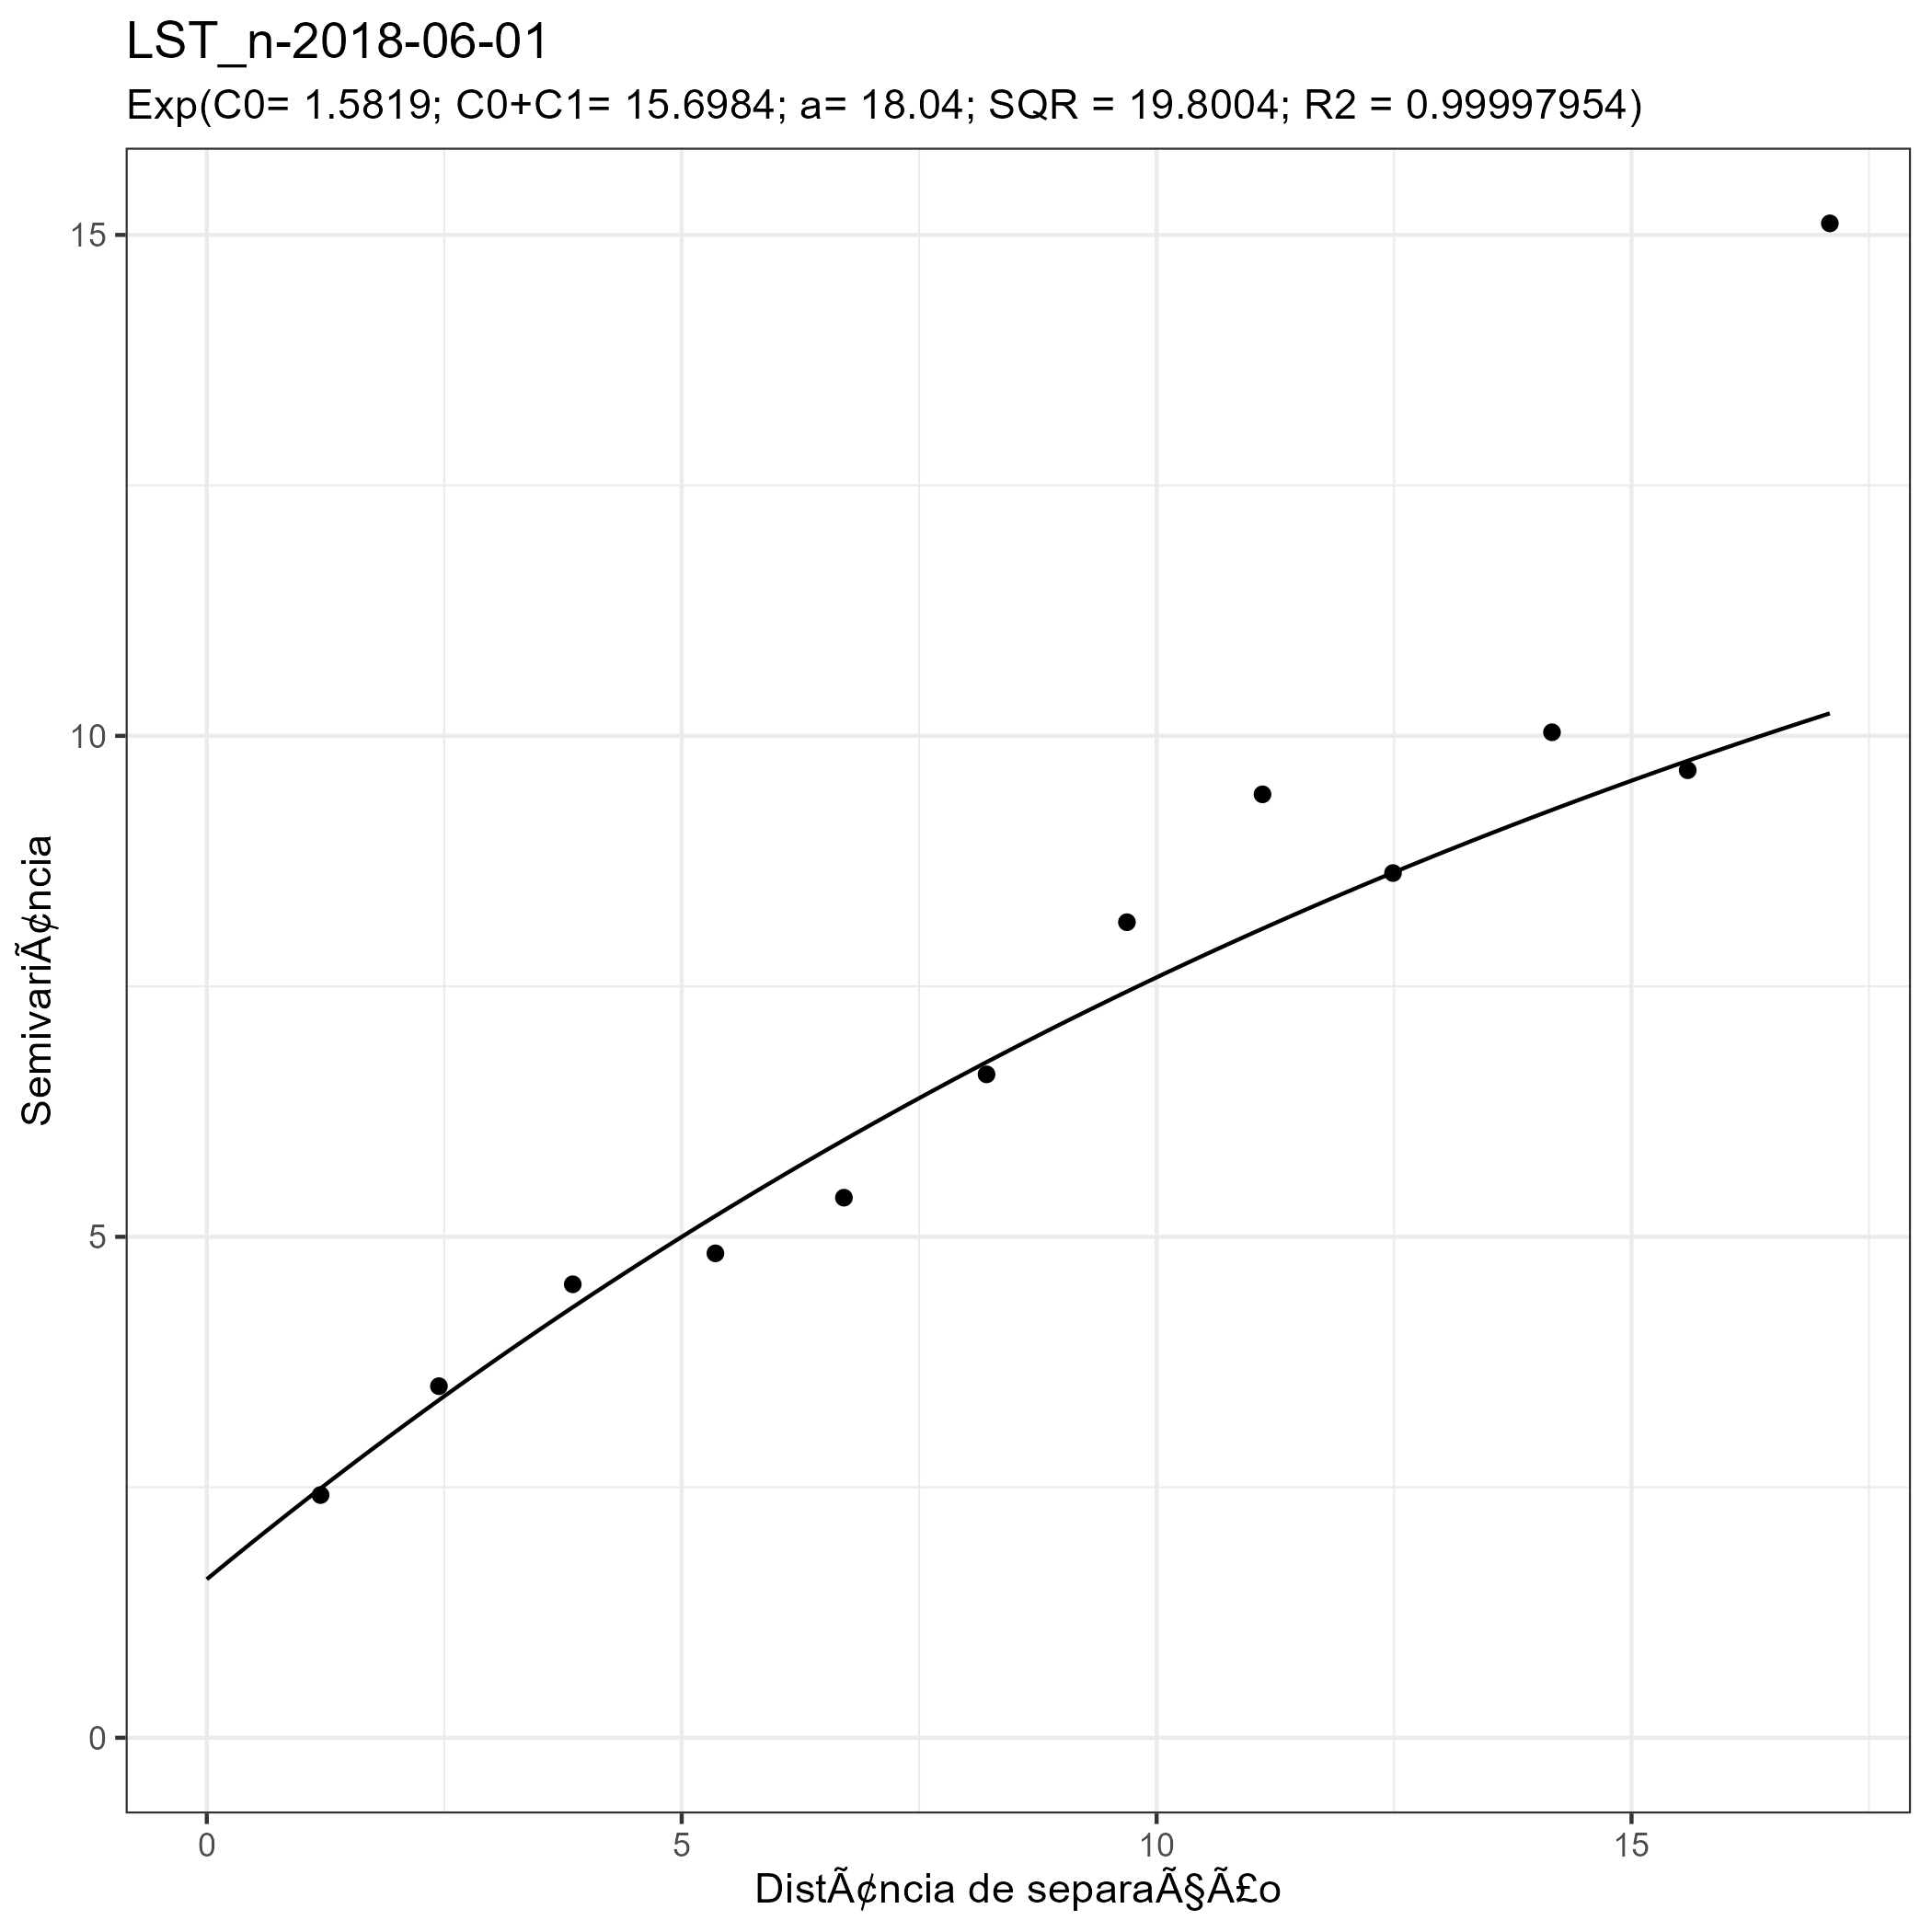 LST_n-2018-06-01
Exp(C0= 1.5819; C0+C1= 15.6984; a= 18.04; SQR = 19.8004; R2 = 0.99997954)
15
10
5
0
SemivariÃ¢ncia
0 5 10 15
DistÃ¢ncia de separaÃ§Ã£o